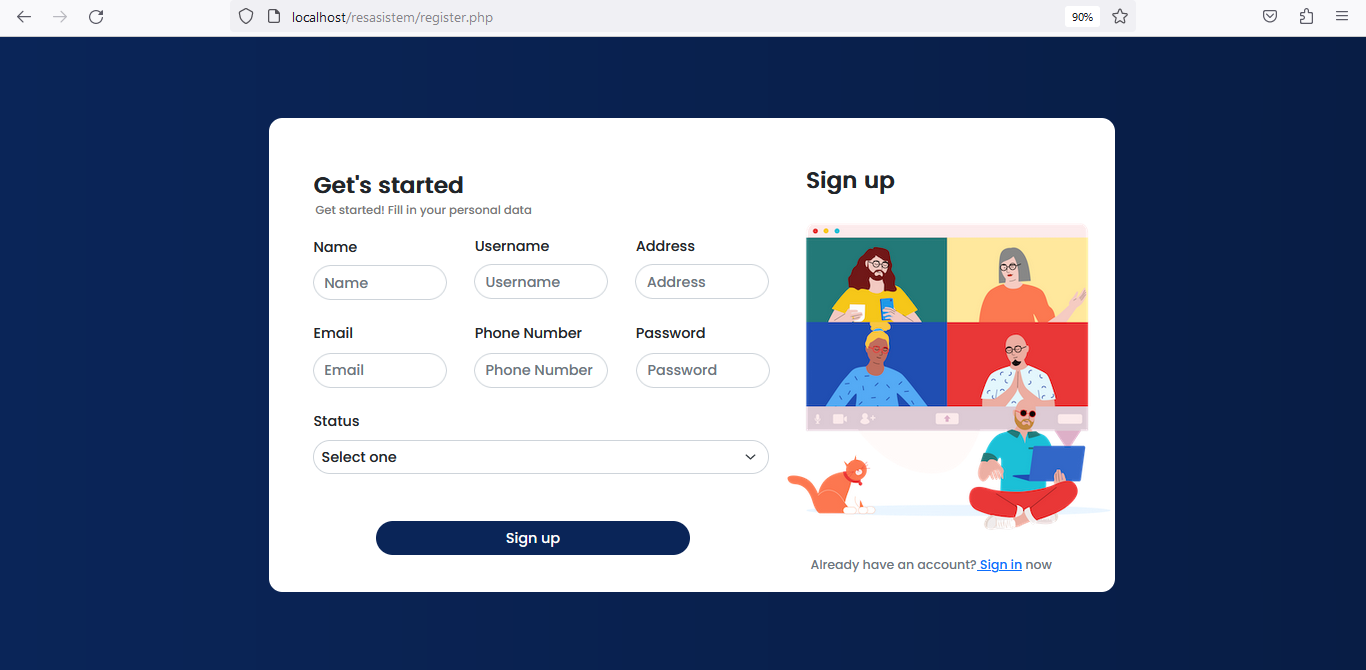 localhost/resasistem/register.php
90%
Get's started
Get started! Fill in your personal data
Name
Username
Address
Name
Username
Address
Email
Phone Number
Password
Email
Phone Number
Password
Status
Select one
Sign up
Sign up
Already have an account? Sign in now